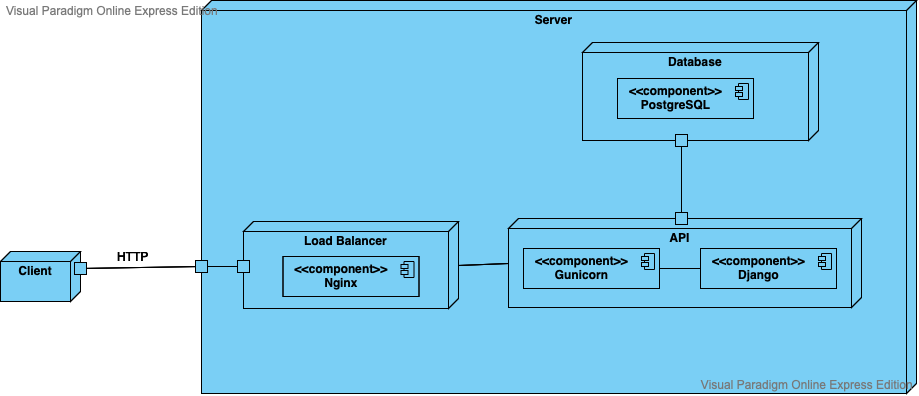 Visual Paradigm Online Express Edition
Server
Database
<<component>>
PostgreSQL
HTTP
Client
Load Balancer
<<component>>
Nginx
API
<<component>>
Gunicorn
<<component>>
Django
Visual Paradigm Online Express Edition